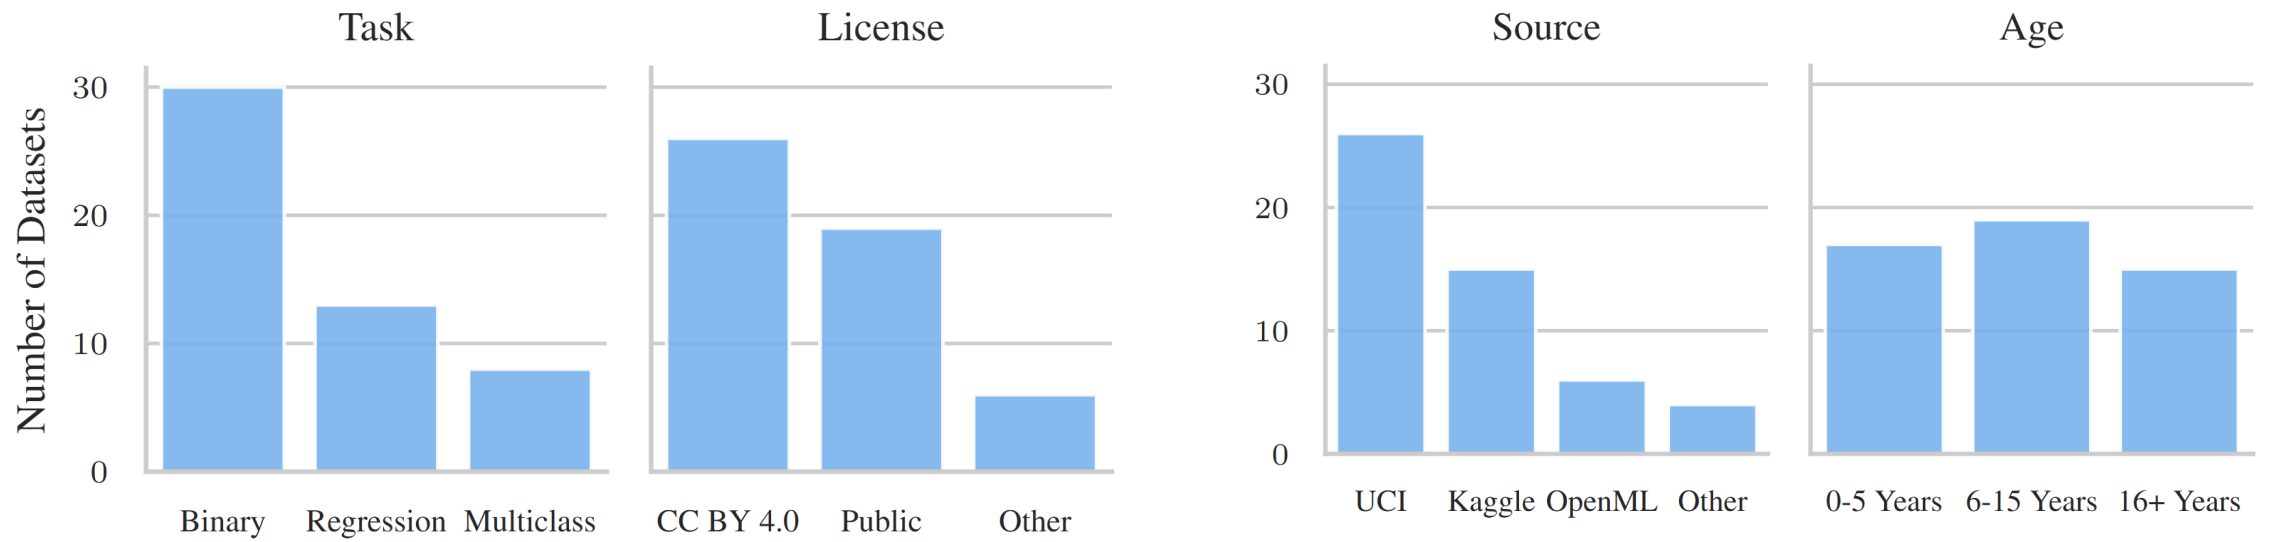 Task
License
Source
Age
Number of Datasets
30
20
10
0
Binary
Regression
Multiclass
CC BY 4.0
Public
Other
30
20
10
0
UCI
Kaggle
OpenML
Other
0-5 Years
6-15 Years
16+ Years